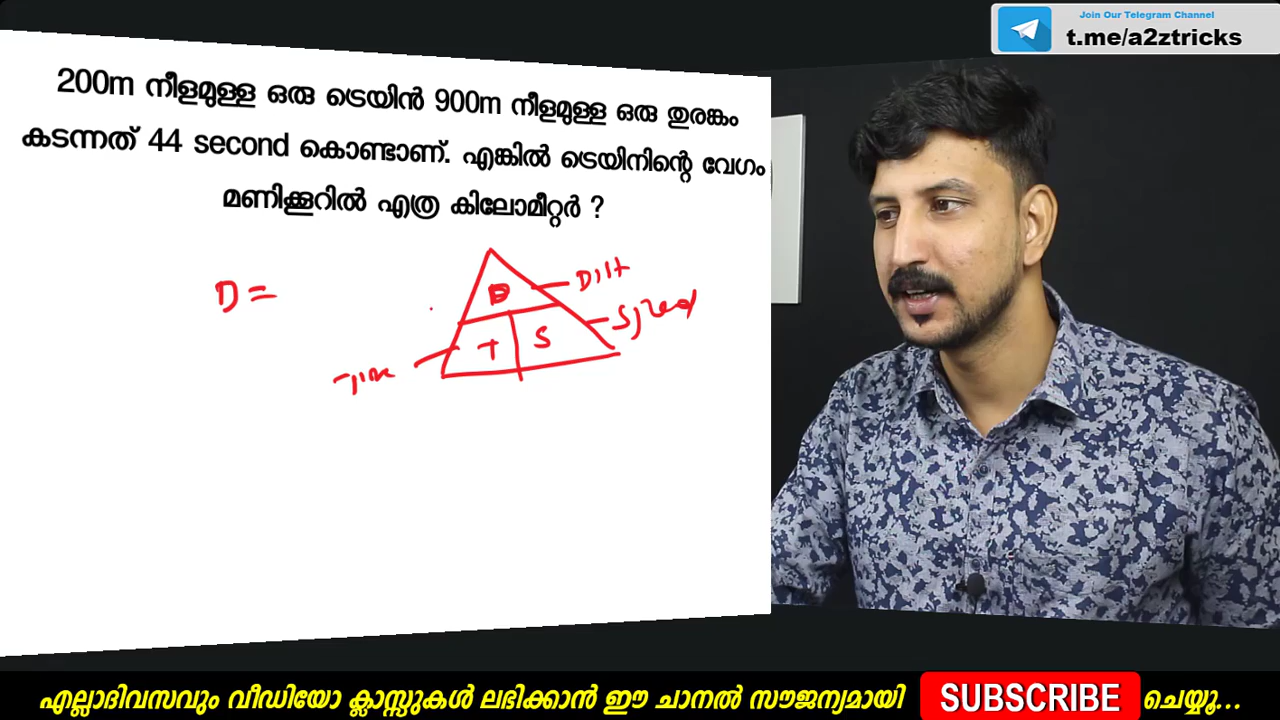 Join Our Telegram Channel
t.me/a2ztricks
200m നീളമുള്ള ഒരു ട്രെയിൻ 900m നീളമുള്ള ഒരു തുരങ്കം
കടന്നത് 44 second കൊണ്ടാണ്. എങ്കിൽ ട്രെയിനിന്റെ വേഗം
മണിക്കൂറിൽ എത്ര കിലോമീറ്റർ ?
D =
D
T S
എല്ലാദിവസവും വീഡിയോ ക്ലാസ്സുകൾ ലഭിക്കാൻ ഈ ചാനൽ സൗജന്യമായി SUBSCRIBE ചെയ്യൂ...